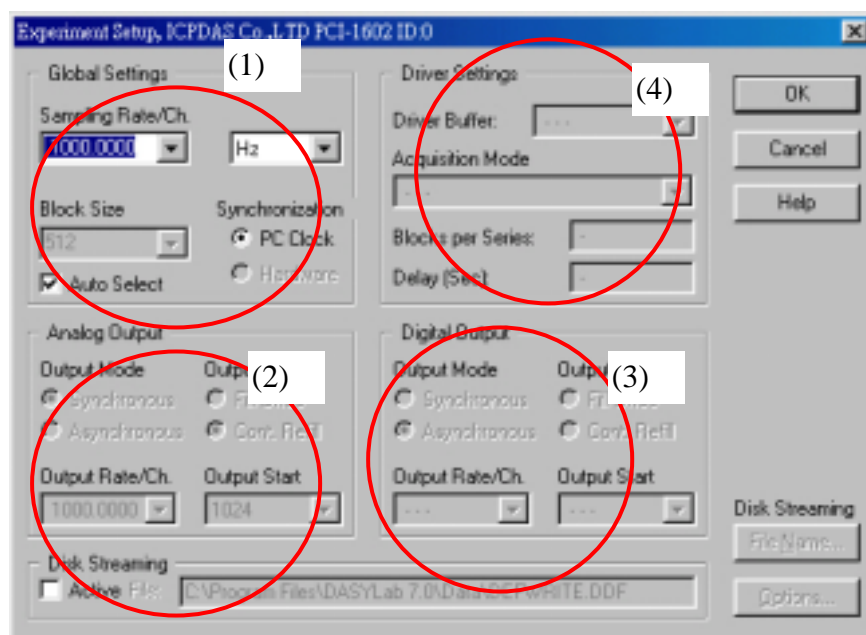 Experiment Setup, ICPDAS Co.,LTD PCI-1602 ID:0
Global Settings
(1)
Sampling Rate/Ch.
1000.0000
Hz
Block Size
Synchronization
512
PC Clock
Auto Select
Hardware
Driver Settings
(4)
Driver Buffer:
- - -
Acquisition Mode
- - -
Blocks per Series:
-
Delay (Sec)
-
OK
Cancel
Help
Analog Output
(2)
Output Mode
Synchronous
Asynchronous
Cont. Refill
Output Rate/Ch.
Output Start
1000.0000
1024
Digital Output
(3)
Output Mode
Synchronous
Asynchronous
Cont. Refill
Output Rate/Ch.
Output Start
- - -
- - -
Disk Streaming
Active File:
C:\Program Files\DASYLab 7.0\Data\DEFWRITE.DDF
Disk Streaming
File Name...
Options...